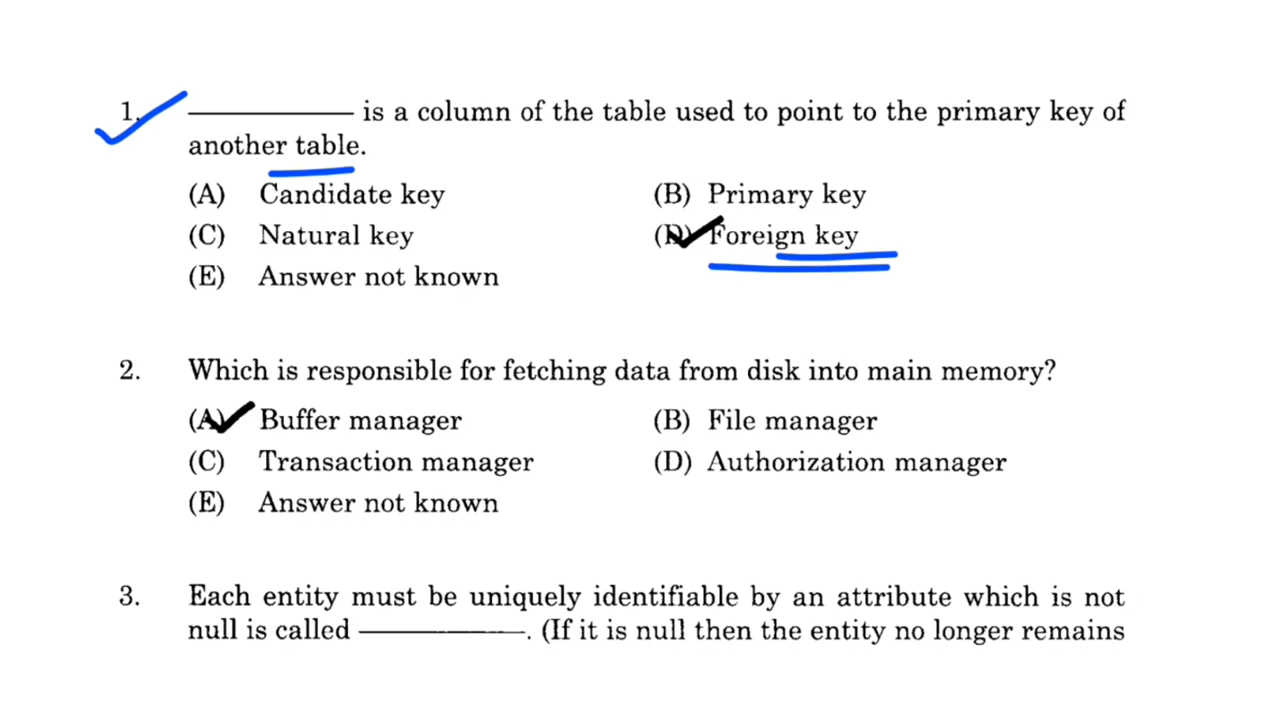 1. ________ is a column of the table used to point to the primary key of
another table.
(A) Candidate key (B) Primary key
(C) Natural key (D) Foreign key
(E) Answer not known
2. Which is responsible for fetching data from disk into main memory?
(A) Buffer manager (B) File manager
(C) Transaction manager (D) Authorization manager
(E) Answer not known
3. Each entity must be uniquely identifiable by an attribute which is not
null is called ________. (If it is null then the entity no longer remains